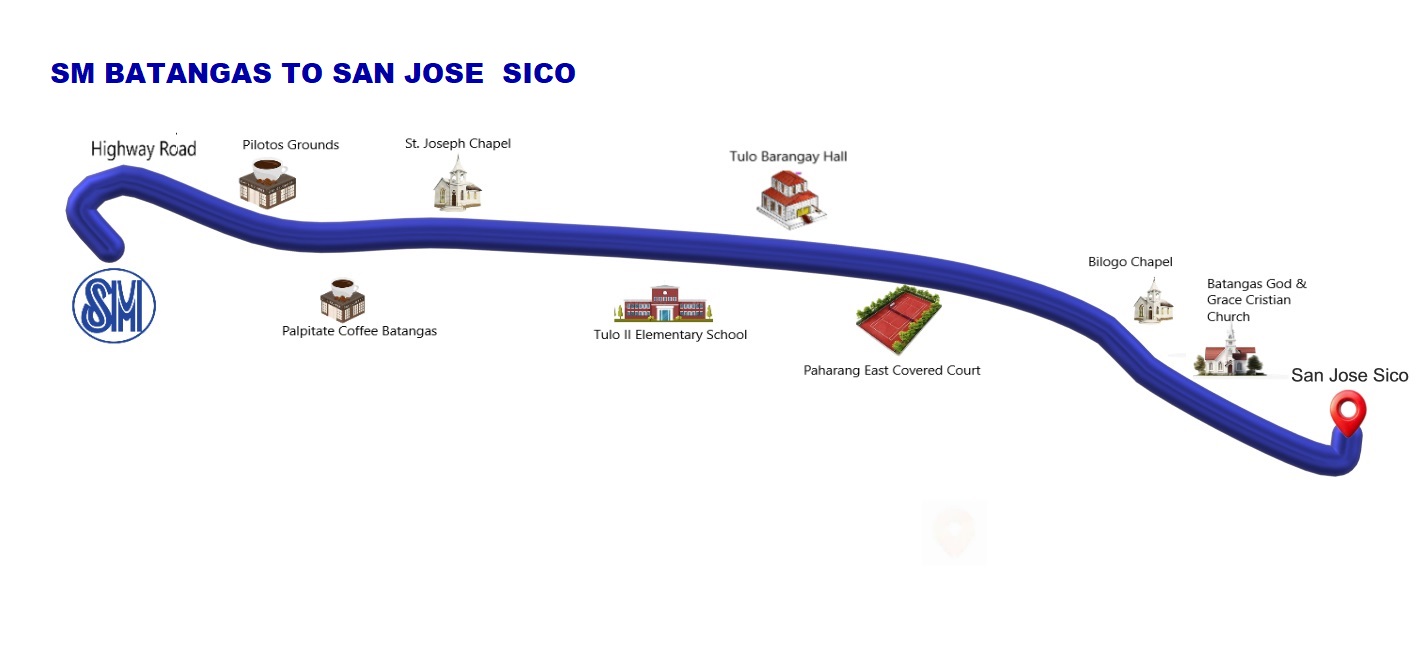 SM BATANGAS TO SAN JOSE  SICO
Highway Road
Pilotos Grounds
St. Joseph Chapel
Tulo Barangay Hall
Bilogo Chapel
Batangas God &
Grace Cristian
Church
SM
Palpitate Coffee Batangas
Tulo II Elementary School
Paharang East Covered Court
San Jose Sico